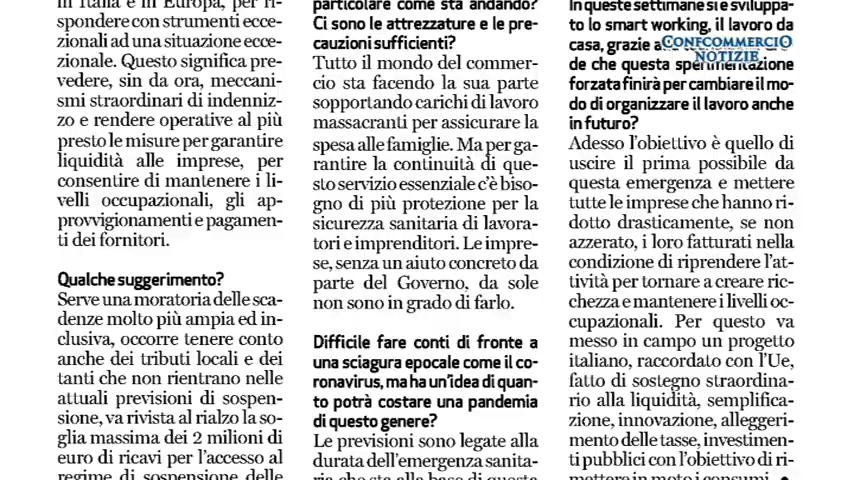 in Italia e in Europa, per ri-
spondere con strumenti ecce-
zionali ad una situazione ecce-
zionale. Questo significa pre-
vedere, sin da ora, meccani-
smi straordinari di indenniz-
zo e rendere operative al più
presto le misure per garantire
liquidità alle imprese, per
consentire di mantenere i li-
velli occupazionali, gli ap-
provvigionamenti e pagamen-
ti dei fornitori.
Qualche suggerimento?
Serve una moratoria delle sca-
denze molto più ampia ed in-
clusiva, occorre tenere conto
anche dei tributi locali e dei
tanti che non rientrano nelle
attuali previsioni di sospen-
sione, va rivista al rialzo la so-
glia massima dei 2 milioni di
euro di ricavi per l'accesso al
regime di sospensione delle
particolare come sta andando?
Ci sono le attrezzature e le pre-
cauzioni sufficienti?
Tutto il mondo del commer-
cio sta facendo la sua parte
sopportando carichi di lavoro
massacranti per assicurare la
spesa alle famiglie. Ma per ga-
rantire la continuità di que-
sto servizio essenziale c'è biso-
gno di più protezione per la
sicurezza sanitaria di lavora-
tori e imprenditori. Le impre-
se, senza un aiuto concreto da
parte del Governo, da sole
non sono in grado di farlo.
Difficile fare conti di fronte a
una sciagura epocale come il co-
ronavirus, ma ha un'idea di quan-
to potrà costare una pandemia
di questo genere?
Le previsioni sono legate alla
durata dell'emergenza sanita-
ria che sta alla base di questa
In queste settimane si è sviluppa-
to lo smart working, il lavoro da
casa, grazie a
CONFCOMMERCIO
NOTIZIE
de che questa sperimentazione
forzata finirà per cambiare il mo-
do di organizzare il lavoro anche
in futuro?
Adesso l'obiettivo è quello di
uscire il prima possibile da
questa emergenza e mettere
tutte le imprese che hanno ri-
dotto drasticamente, se non
azzerato, i loro fatturati nella
condizione di riprendere l'at-
tività per tornare a creare ric-
chezza e mantenere i livelli oc-
cupazionali. Per questo va
messo in campo un progetto
italiano, raccordato con l'Ue,
fatto di sostegno straordina-
rio alla liquidità, semplifica-
zione, innovazione, alleggeri-
mento delle tasse, investimen-
ti pubblici con l'obiettivo di ri-
mettere in moto i consumi.